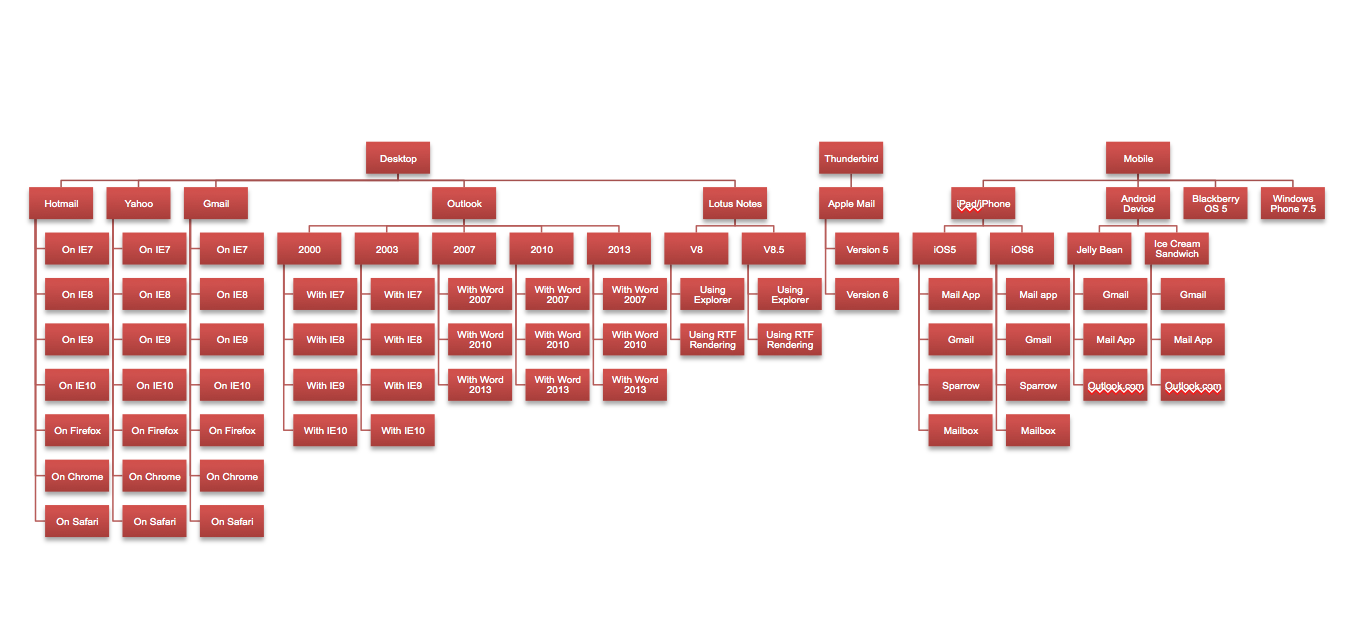 Desktop
Thunderbird
Mobile
Hotmail
Yahoo
Gmail
Outlook
Lotus Notes
Apple Mail
iPad/iPhone
Android
Device
Blackberry
OS 5
Windows
Phone 7.5
On IE7
On IE7
On IE7
2000
2003
2007
2010
2013
V8
V8.5
Version 5
iOS5
iOS6
Jelly Bean
Ice Cream
Sandwich
On IE8
On IE8
On IE8
With IE7
With IE7
With Word
2007
With Word
2007
With Word
2007
Using
Explorer
Using
Explorer
Version 6
Mail App
Mail app
Gmail
Gmail
On IE9
On IE9
On IE9
With IE8
With IE8
With Word
2010
With Word
2010
With Word
2010
Using RTF
Rendering
Using RTF
Rendering
Gmail
Gmail
Mail App
Mail App
On IE10
On IE10
On IE10
With IE9
With IE9
With Word
2013
With Word
2013
With Word
2013
Sparrow
Sparrow
Outlook.com
Outlook.com
On Firefox
On Firefox
On Firefox
With IE10
With IE10
Mailbox
Mailbox
On Chrome
On Chrome
On Chrome
On Safari
On Safari
On Safari